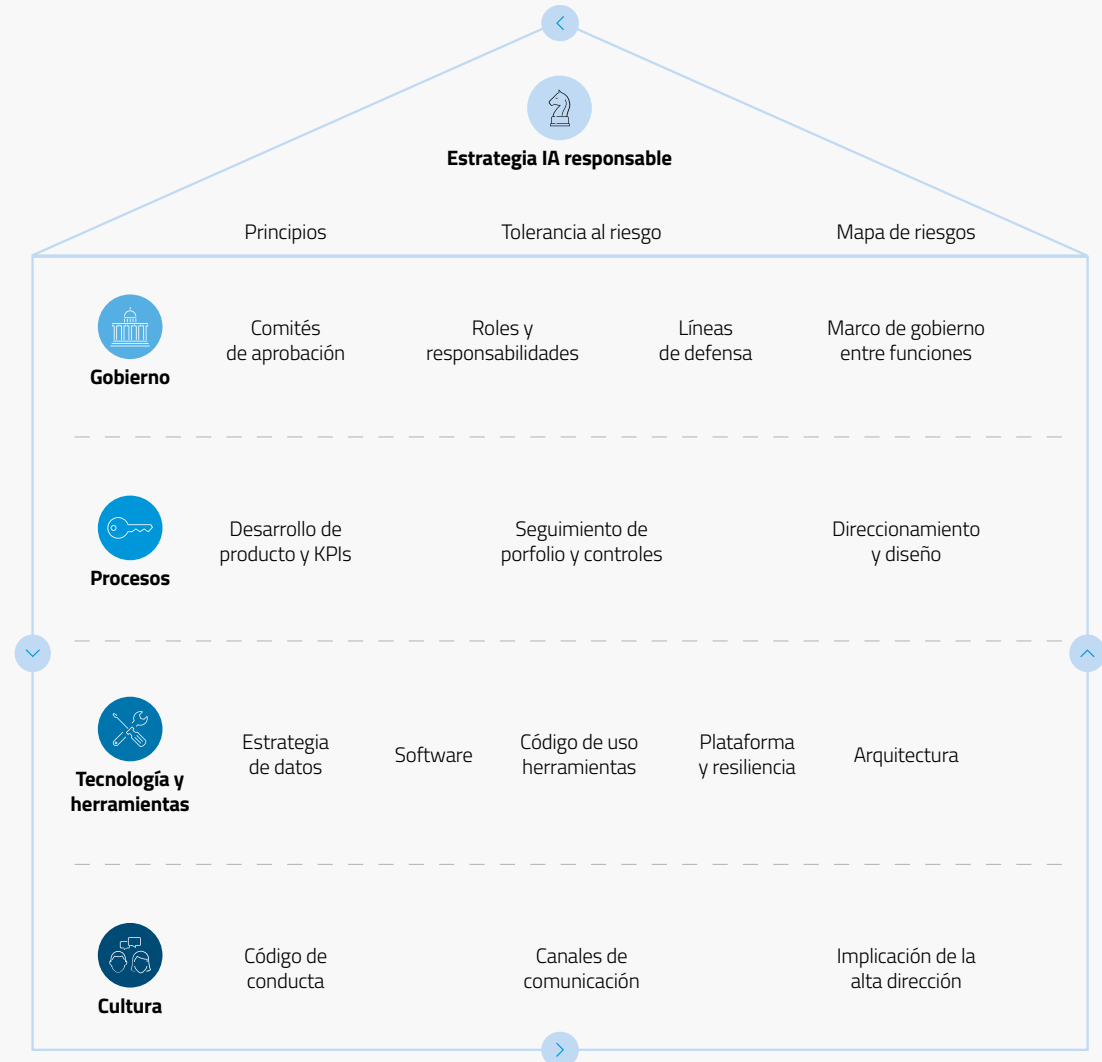 Estrategia IA responsable
Principios
Tolerancia al riesgo
Mapa de riesgos
Gobierno
Comités
de aprobación
Roles y
responsabilidades
Líneas
de defensa
Marco de gobierno
entre funciones
Procesos
Desarrollo de
producto y KPIs
Seguimiento de
porfolio y controles
Direccionamiento
y diseño
Tecnología y
herramientas
Estrategia
de datos
Software
Código de uso
herramientas
Plataforma
y resiliencia
Arquitectura
Cultura
Código de
conducta
Canales de
comunicación
Implicación de la
alta dirección